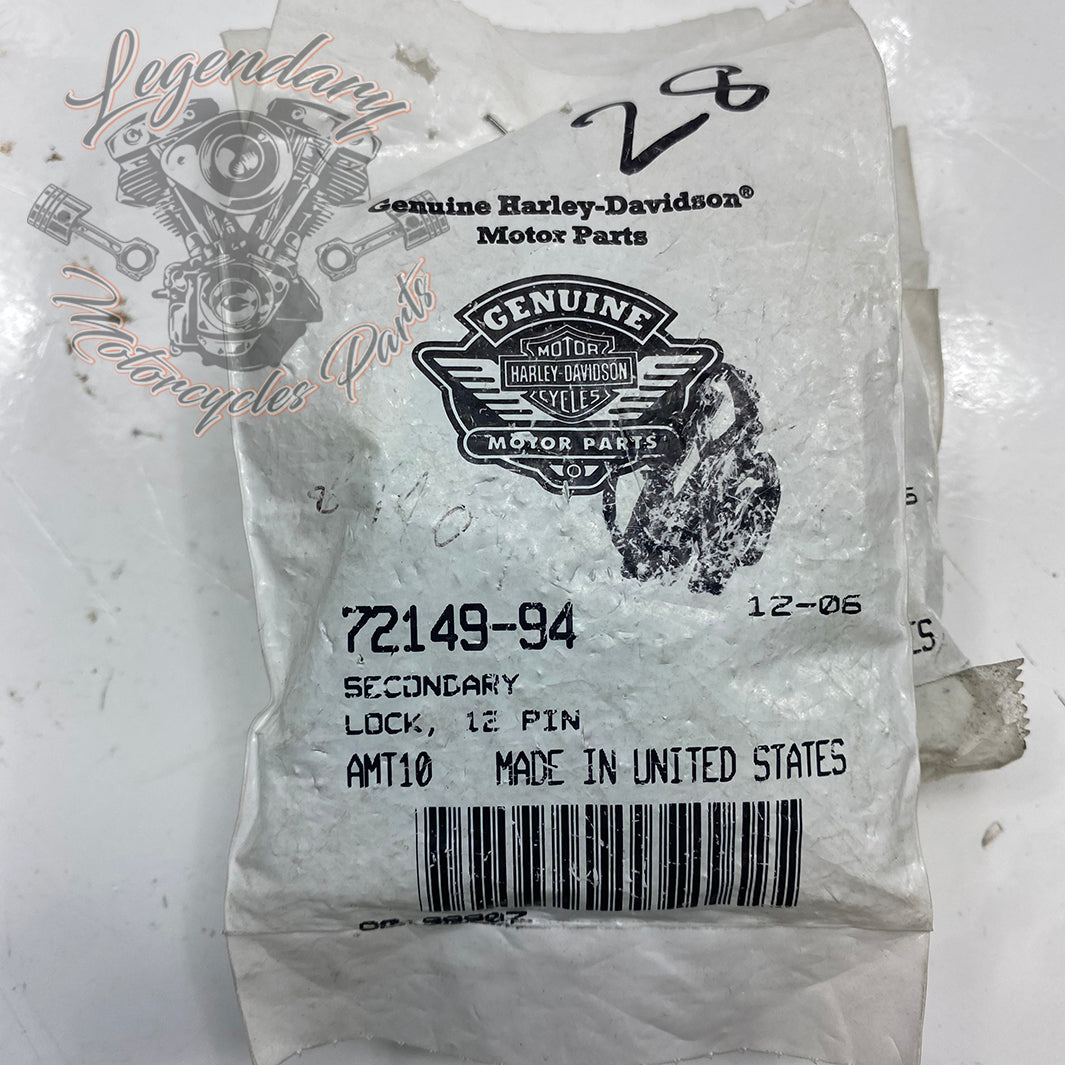 Legendary
Motorcycles Parts
28
Genuine Harley-Davidson®
Motor Parts
GENUINE
MOTOR
HARLEY-DAVIDSON
CYCLES
MOTOR PARTS
72149-94
12-06
SECONDARY
LOCK, 12 PIN
AMT10 MADE IN UNITED STATES